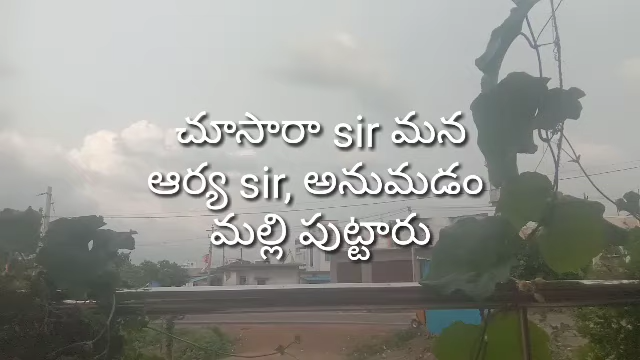 చూసారా sir మన
ఆర్య sir, అనుమడం
మల్లి పుట్టారు